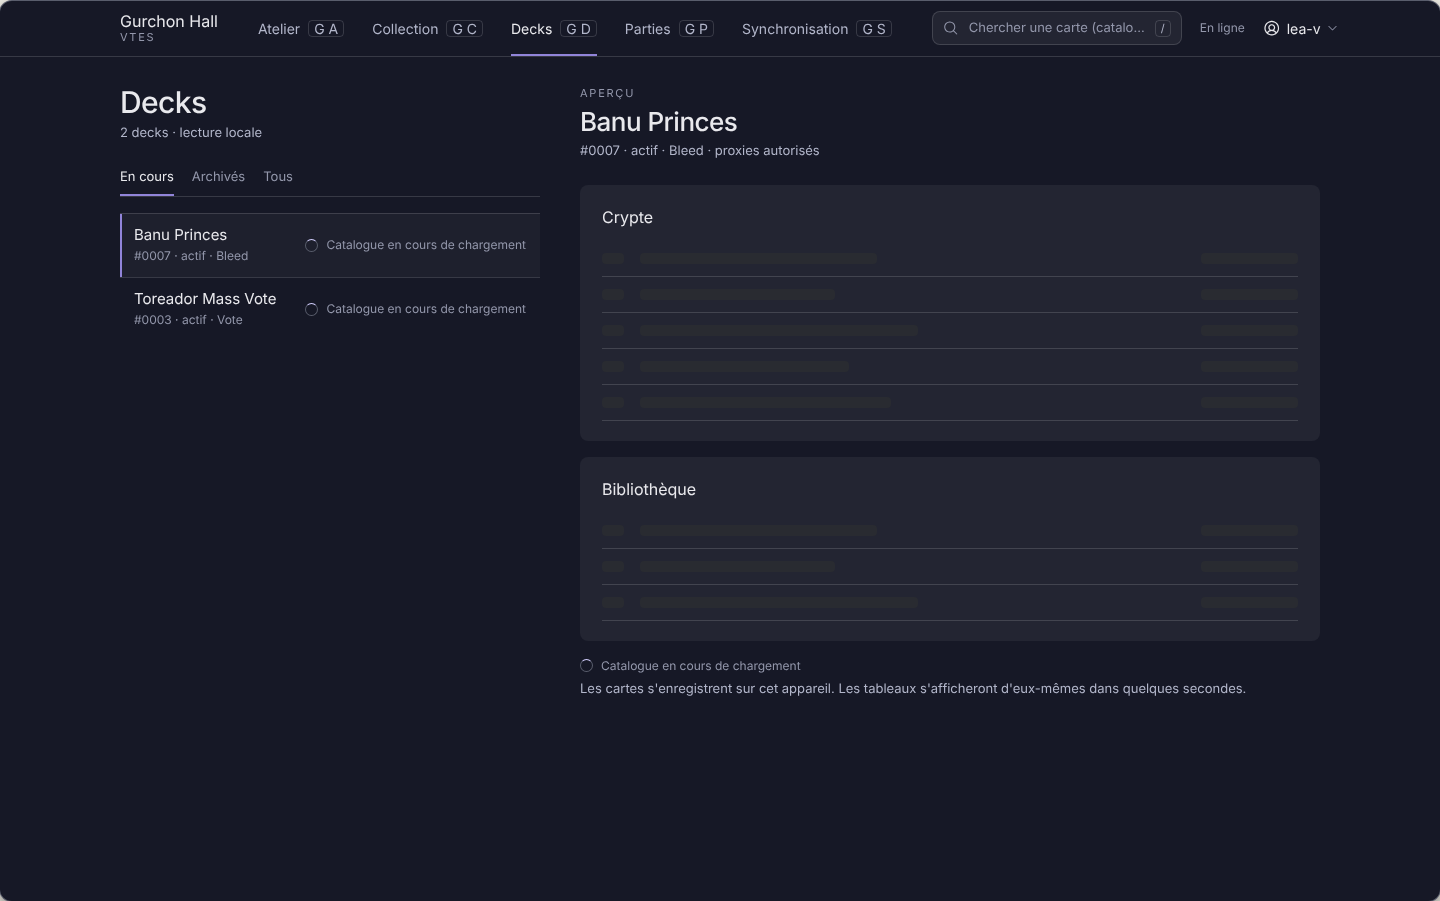 Gurchon Hall
VTES
Atelier G A Collection G C Decks G D Parties G P Synchronisation G S Chercher une carte (catalo... / En ligne lea-v
Decks
2 decks · lecture locale
En cours Archivés Tous
Banu Princes
#0007 · actif · Bleed
Catalogue en cours de chargement
Toreador Mass Vote
#0003 · actif · Vote
Catalogue en cours de chargement
APERÇU
Banu Princes
#0007 · actif · Bleed · proxies autorisés
Crypte
Bibliothèque
Catalogue en cours de chargement
Les cartes s'enregistrent sur cet appareil. Les tableaux s'afficheront d'eux-mêmes dans quelques secondes.